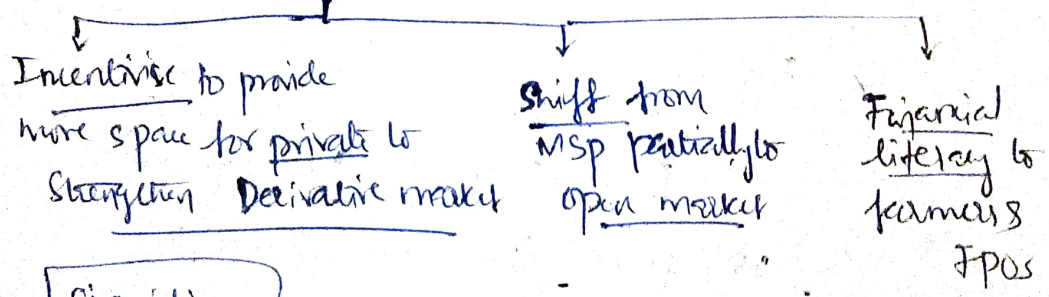 Incentivise to provide
more space for private to
Strengthen Derivative market
Shift from
MSP partially to
open market
Financial
literacy to
farmers &
FPOs